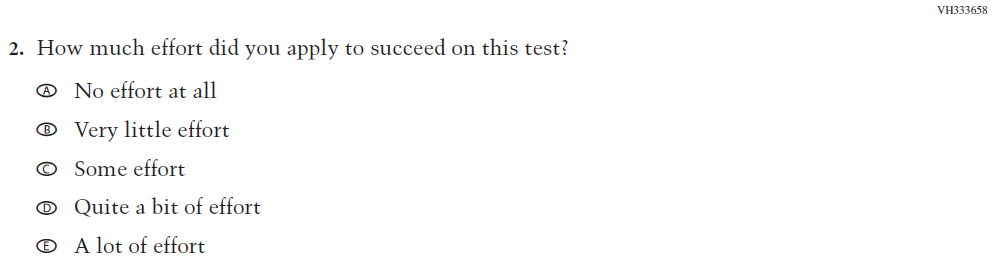 VH333658
2. How much effort did you apply to succeed on this test?
A No effort at all
B Very little effort
C Some effort
D Quite a bit of effort
E A lot of effort